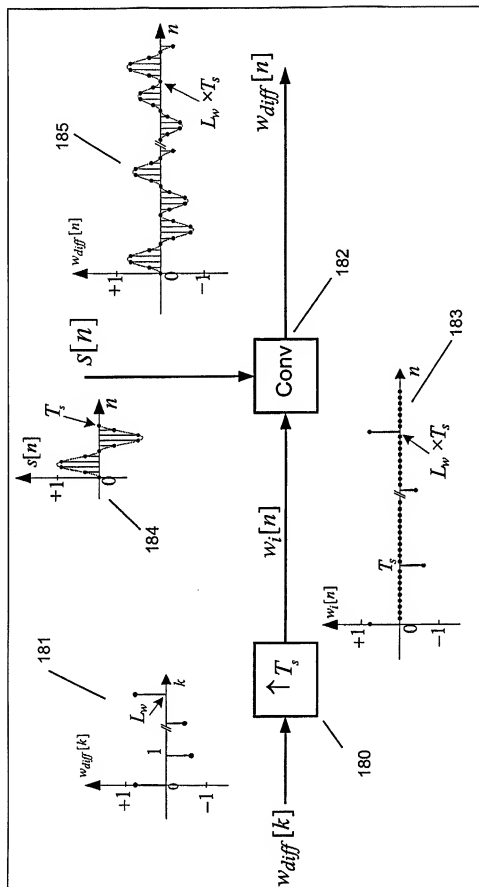 w_diff[k]
+1
0
-1
1
L_w
k
181
↑T_s
180
w_i[n]
w_i[n]
+1
0
-1
T_s
L_w × T_s
n
183
s[n]
+1
0
T_s
n
184
s[n]
Conv
182
w_diff[n]
+1
0
-1
L_w × T_s
n
185
w_diff[n]
w_diff[k]